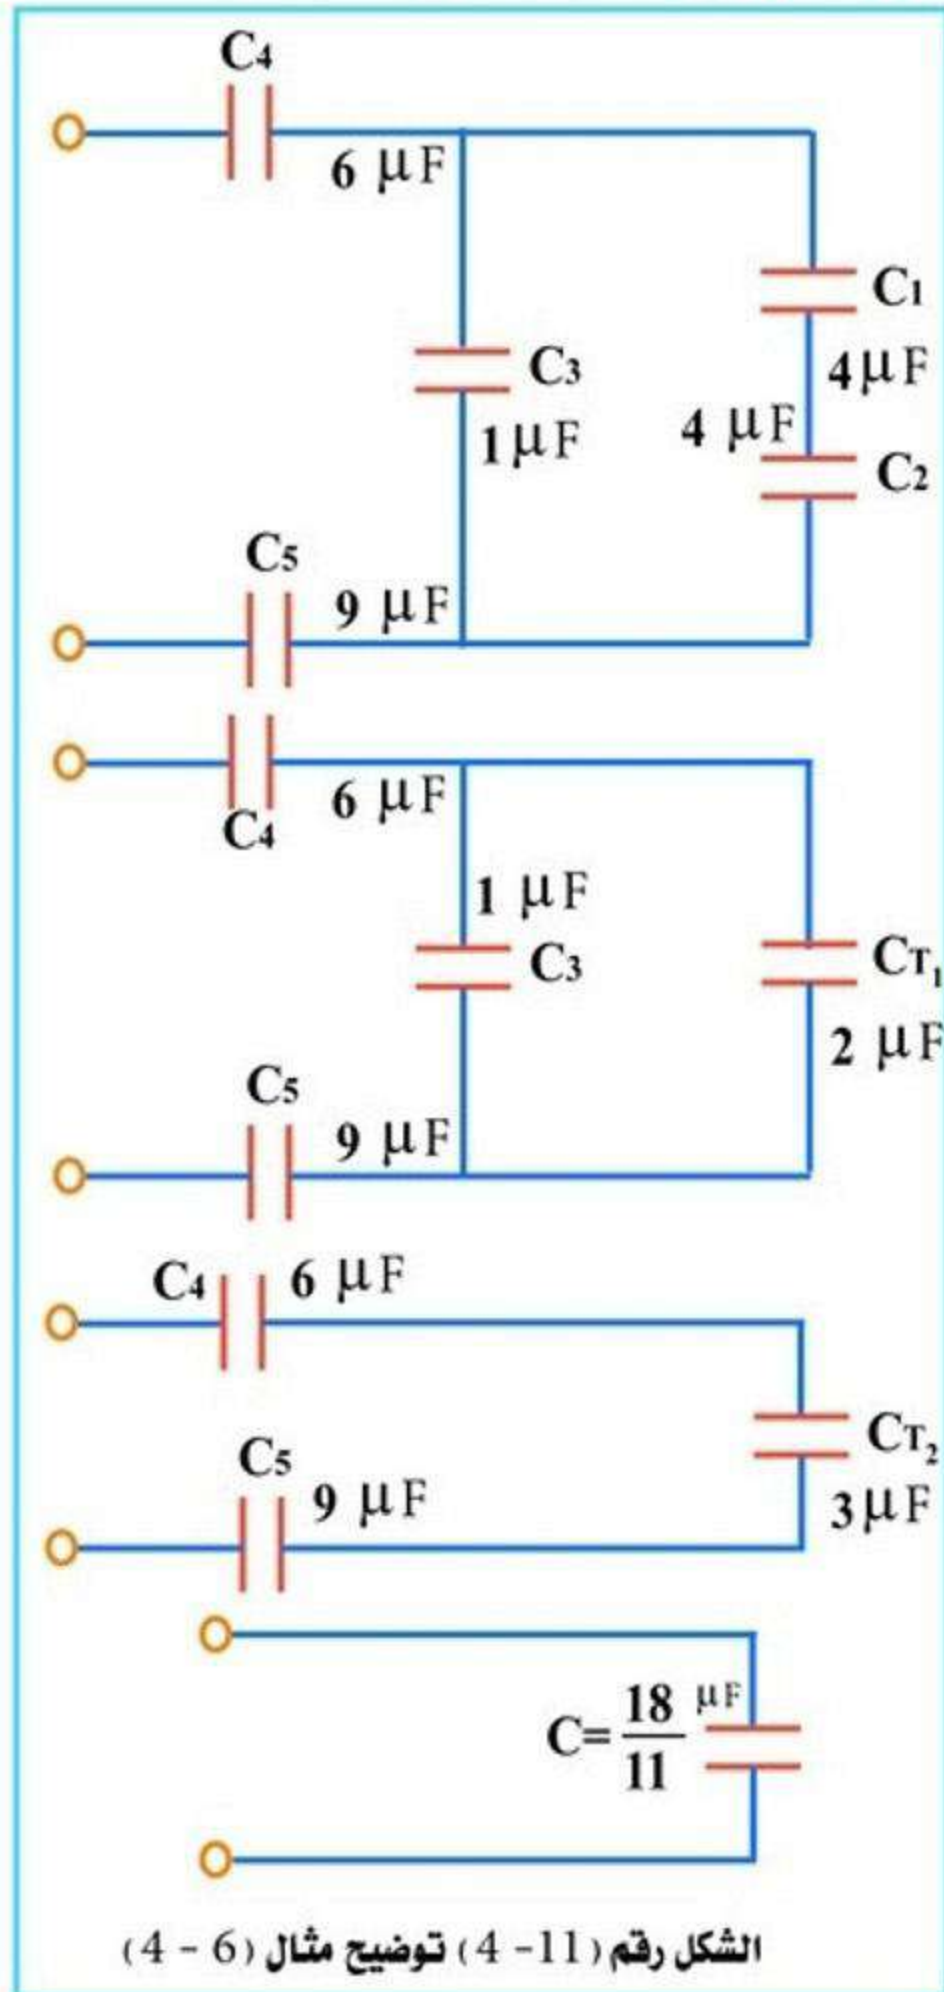 C4
6 μF
C1
C3
4μF
1μF
4 μF
C2
C5
9 μF
6 μF
C4
1 μF
C3
CT1
2 μF
C5
9 μF
C4 6 μF
CT2
C5
9 μF
3μF
C= 18/11 μF
الشكل رقم (11- 4) توضيح مثال (6 - 4)